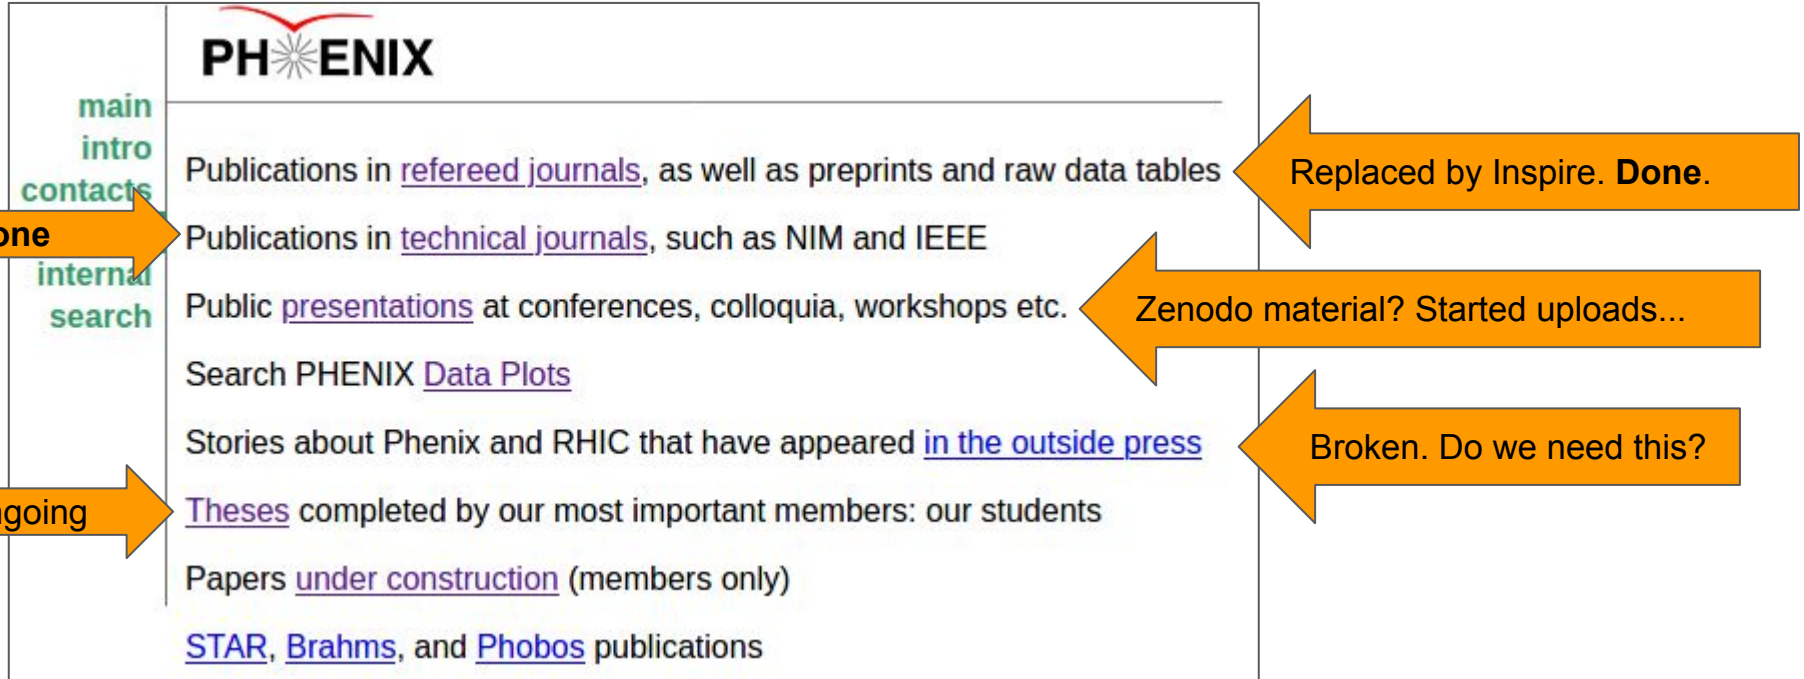 PHENIX
main
intro
contacts
internal
search
Publications in refereed journals, as well as preprints and raw data tables
Replaced by Inspire. Done.
one
Publications in technical journals, such as NIM and IEEE
Public presentations at conferences, colloquia, workshops etc.
Zenodo material? Started uploads...
Search PHENIX Data Plots
Stories about Phenix and RHIC that have appeared in the outside press
Broken. Do we need this?
going
Theses completed by our most important members: our students
Papers under construction (members only)
STAR, Brahms, and Phobos publications